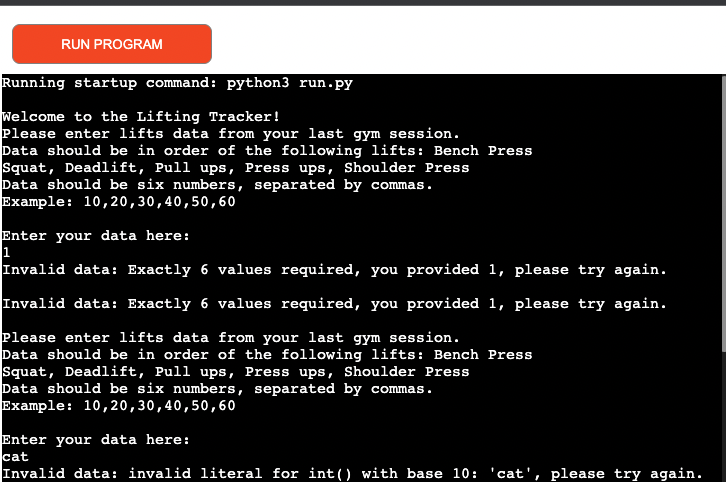 RUN PROGRAM
Running startup command: python3 run.py
Welcome to the Lifting Tracker!
Please enter lifts data from your last gym session.
Data should be in order of the following lifts: Bench Press
Squat, Deadlift, Pull ups, Press ups, Shoulder Press
Data should be six numbers, separated by commas.
Example: 10,20,30,40,50,60
Enter your data here:
1
Invalid data: Exactly 6 values required, you provided 1, please try again.
Invalid data: Exactly 6 values required, you provided 1, please try again.
Please enter lifts data from your last gym session.
Data should be in order of the following lifts: Bench Press
Squat, Deadlift, Pull ups, Press ups, Shoulder Press
Data should be six numbers, separated by commas.
Example: 10,20,30,40,50,60
Enter your data here:
cat
Invalid data: invalid literal for int() with base 10: 'cat', please try again.